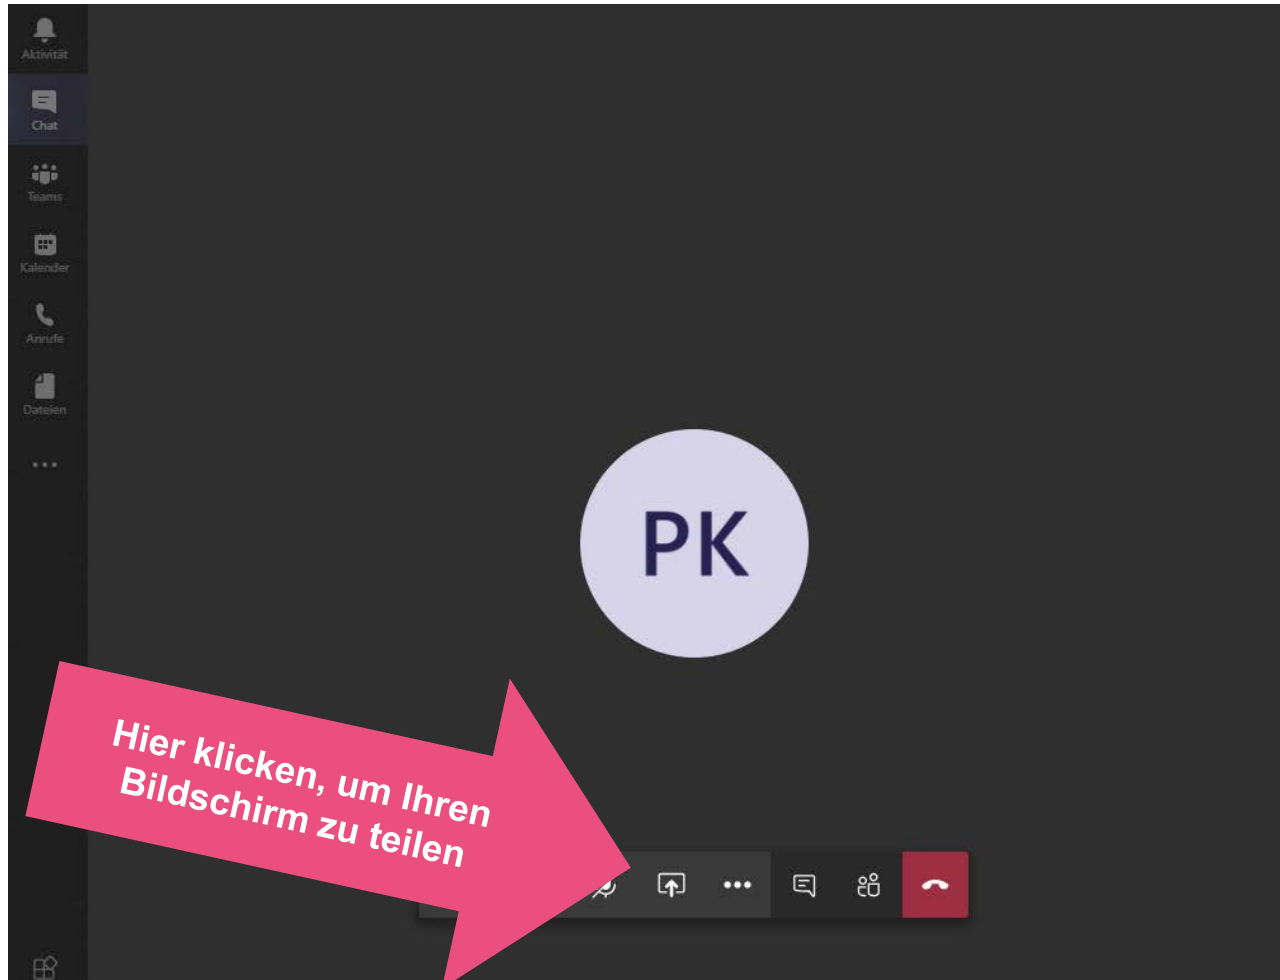 Aktivität
Chat
Teams
Kalender
Anrufe
Dateien
PK
Hier klicken, um Ihren
Bildschirm zu teilen